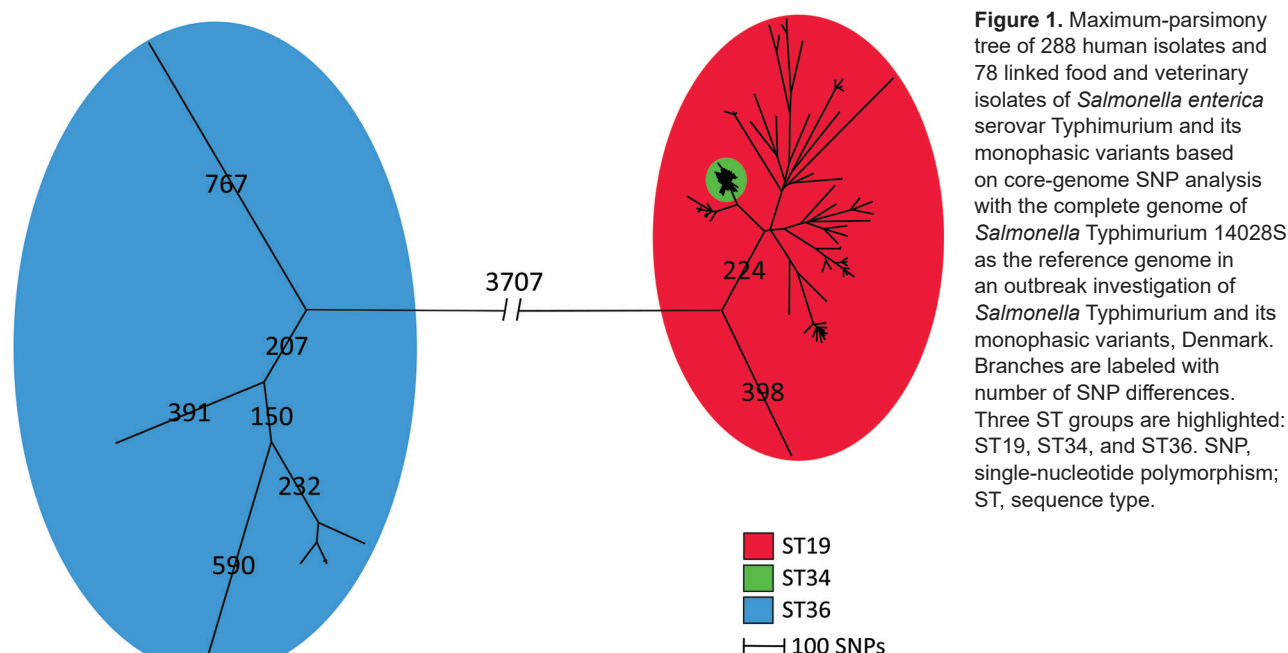 767
3707
207
391
150
232
590
224
398
ST19
ST34
ST36
100 SNPs
Figure 1. Maximum-parsimony
tree of 288 human isolates and
78 linked food and veterinary
isolates of Salmonella enterica
serovar Typhimurium and its
monophasic variants based
on core-genome SNP analysis
with the complete genome of
Salmonella Typhimurium 14028S
as the reference genome in
an outbreak investigation of
Salmonella Typhimurium and its
monophasic variants, Denmark.
Branches are labeled with
number of SNP differences.
Three ST groups are highlighted:
ST19, ST34, and ST36. SNP,
single-nucleotide polymorphism;
ST, sequence type.